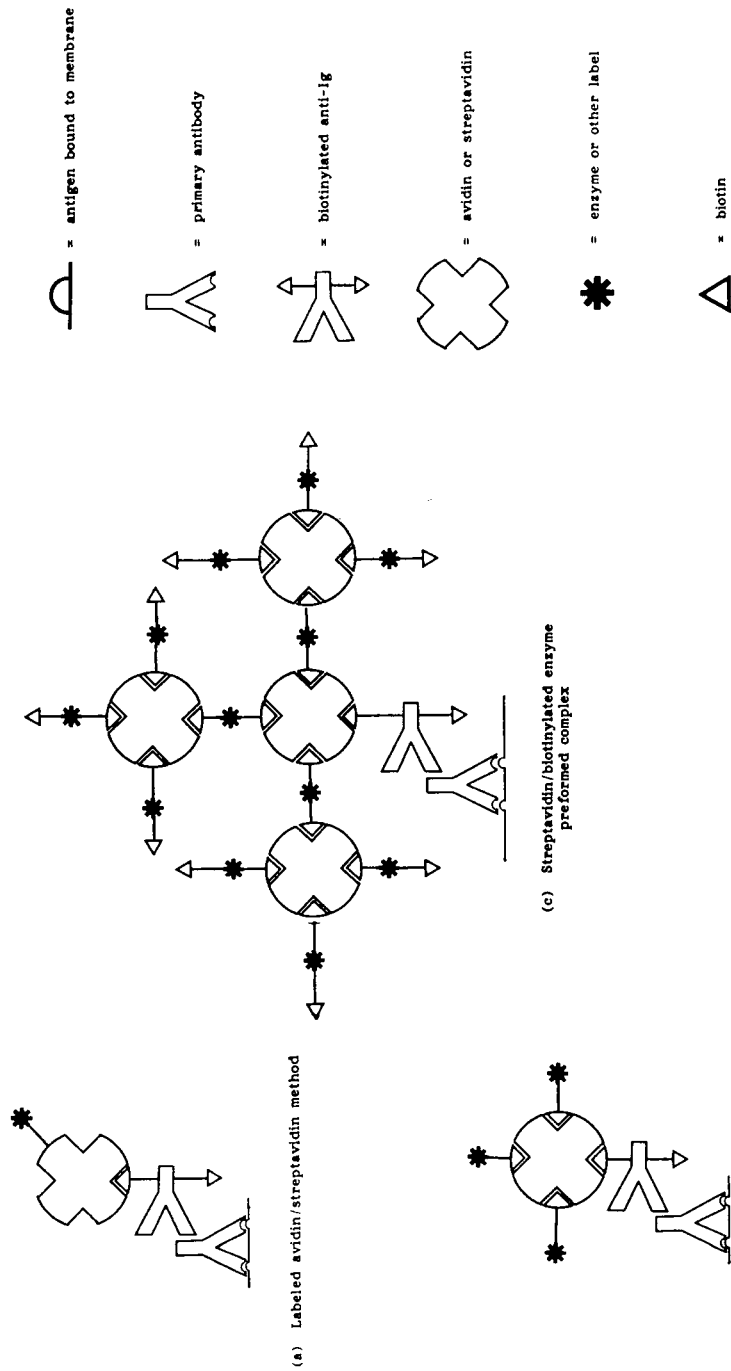 (a) Labeled avidin/streptavidin method
(c) Streptavidin/biotinylated enzyme
preformed complex
= antigen bound to membrane
= primary antibody
= biotinylated anti-Ig
= avidin or streptavidin
= enzyme or other label
= biotin